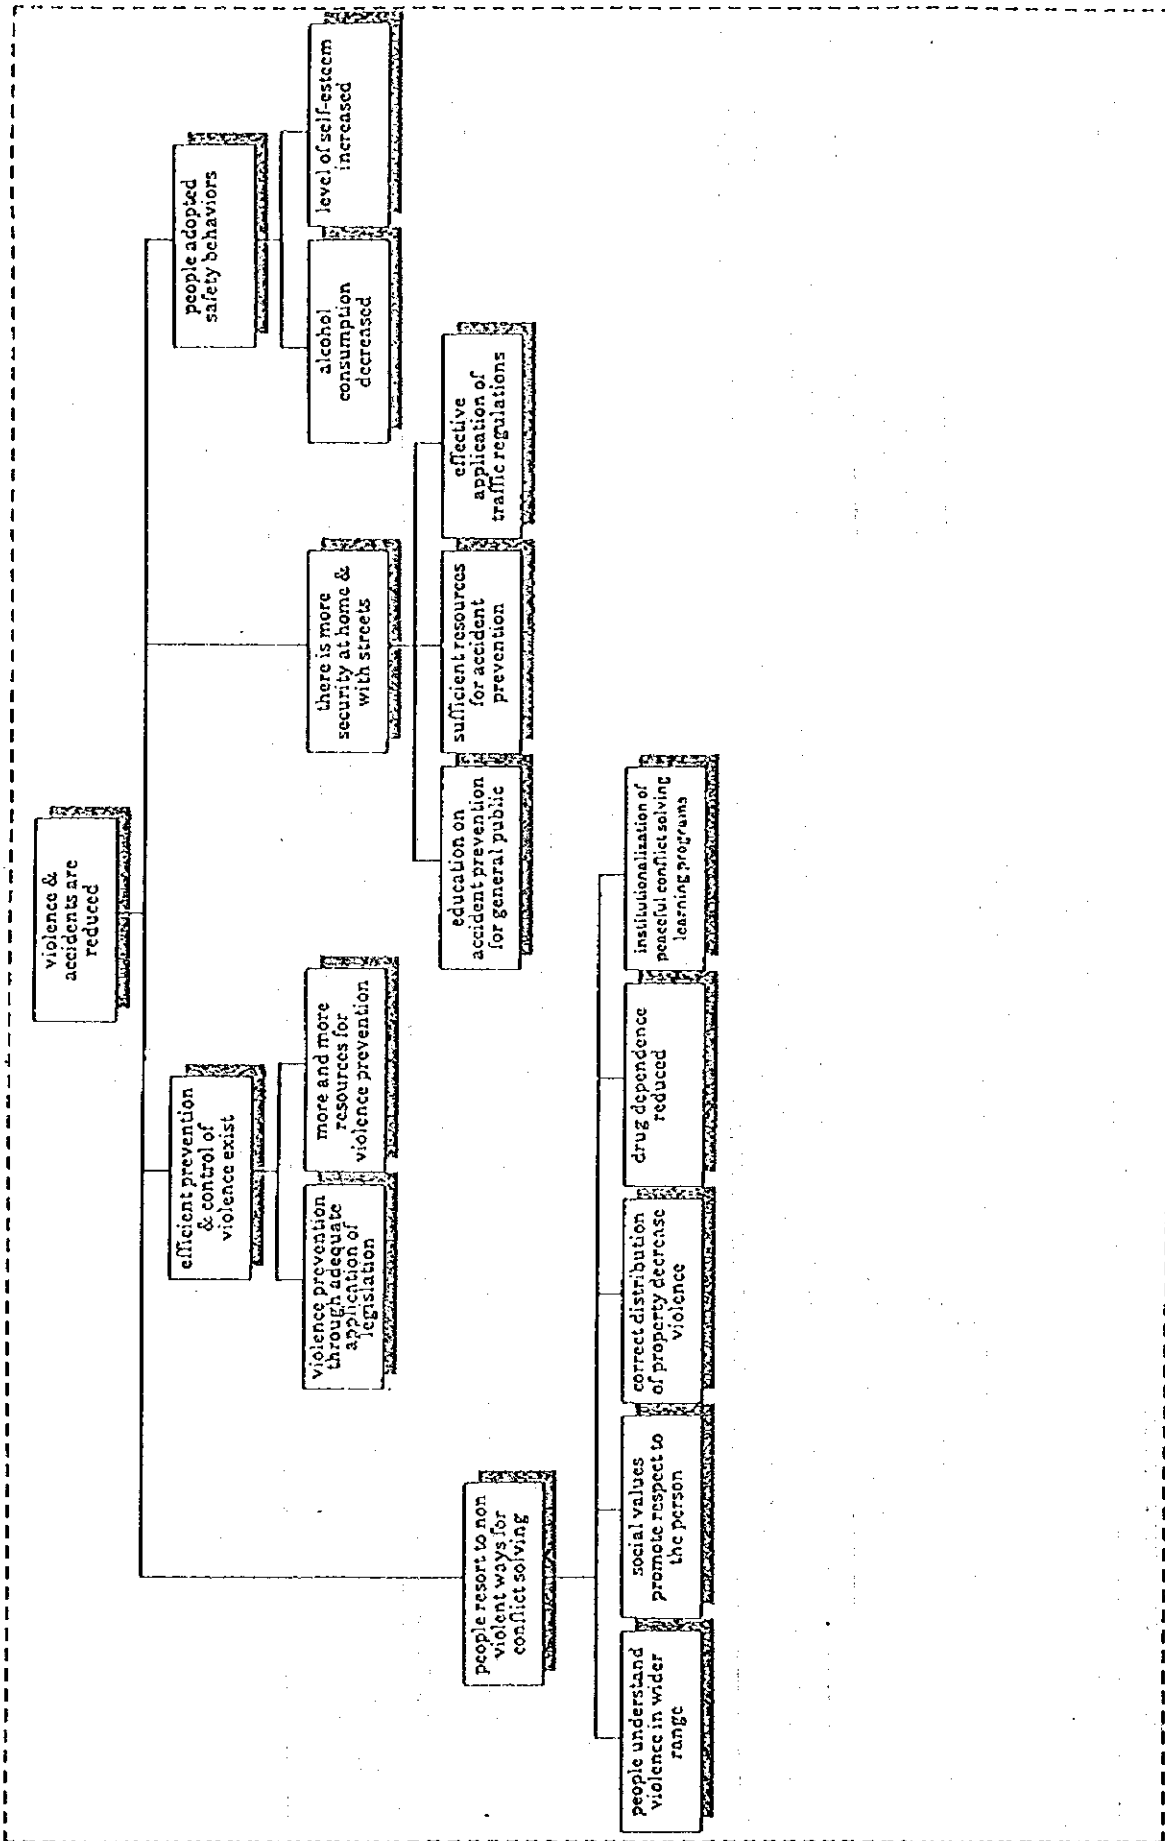 violence &
accidents are
reduced
efficient prevention
& control of
violence exist
people adopted
safety behaviors
violence prevention
through adequate
application of
legislation
more and more
resources for
violence prevention
there is more
security at home &
with streets
alcohol
consumption
decreased
level of self-esteem
increased
people resort to non
violent ways for
conflict solving
education on
accident prevention
for general public
sufficient resources
for accident
prevention
effective
application of
traffic regulations
people understand
violence in wider
range
social values
promote respect to
the person
correct distribution
of property decrease
violence
drug dependence
reduced
institutionalization of
peaceful conflict solving
learning programs